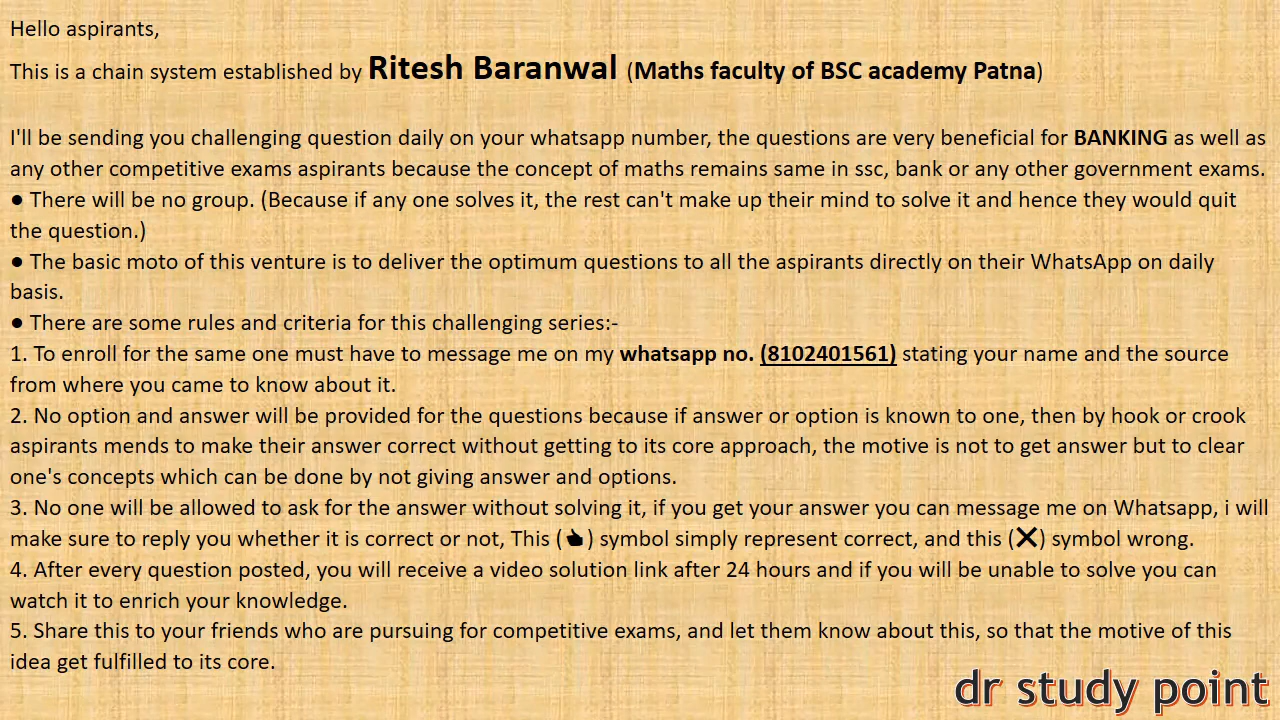 Hello aspirants,
This is a chain system established by Ritesh Baranwal (Maths faculty of BSC academy Patna)
I'll be sending you challenging question daily on your whatsapp number, the questions are very beneficial for BANKING as well as
any other competitive exams aspirants because the concept of maths remains same in ssc, bank or any other government exams.
● There will be no group. (Because if any one solves it, the rest can't make up their mind to solve it and hence they would quit
the question.)
● The basic moto of this venture is to deliver the optimum questions to all the aspirants directly on their WhatsApp on daily
basis.
● There are some rules and criteria for this challenging series:-
1. To enroll for the same one must have to message me on my whatsapp no. (8102401561) stating your name and the source
from where you came to know about it.
2. No option and answer will be provided for the questions because if answer or option is known to one, then by hook or crook
aspirants mends to make their answer correct without getting to its core approach, the motive is not to get answer but to clear
one's concepts which can be done by not giving answer and options.
3. No one will be allowed to ask for the answer without solving it, if you get your answer you can message me on Whatsapp, i will
make sure to reply you whether it is correct or not, This (👍) symbol simply represent correct, and this (❌) symbol wrong.
4. After every question posted, you will receive a video solution link after 24 hours and if you will be unable to solve you can
watch it to enrich your knowledge.
5. Share this to your friends who are pursuing for competitive exams, and let them know about this, so that the motive of this
idea get fulfilled to its core.
dr study point